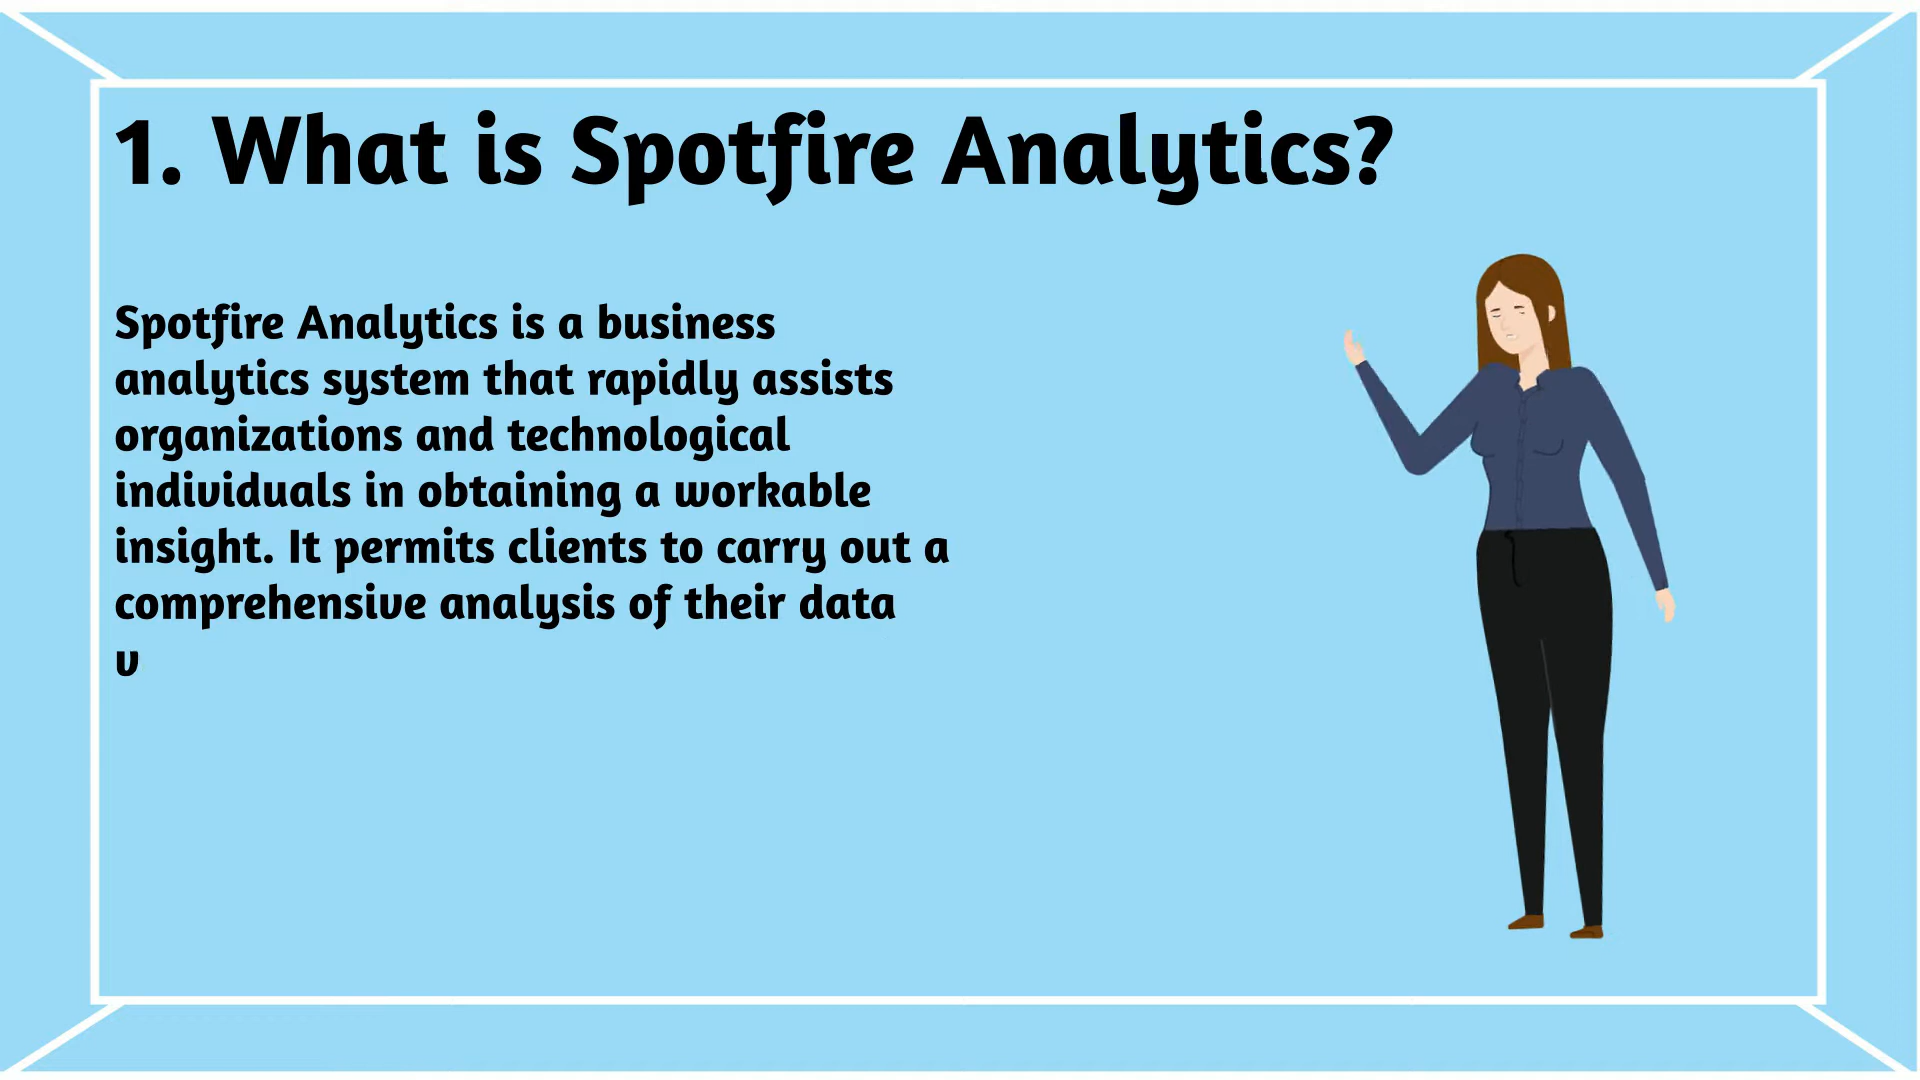 1. What is Spotfire Analytics?
Spotfire Analytics is a business
analytics system that rapidly assists
organizations and technological
individuals in obtaining a workable
insight. It permits clients to carry out a
comprehensive analysis of their data
v